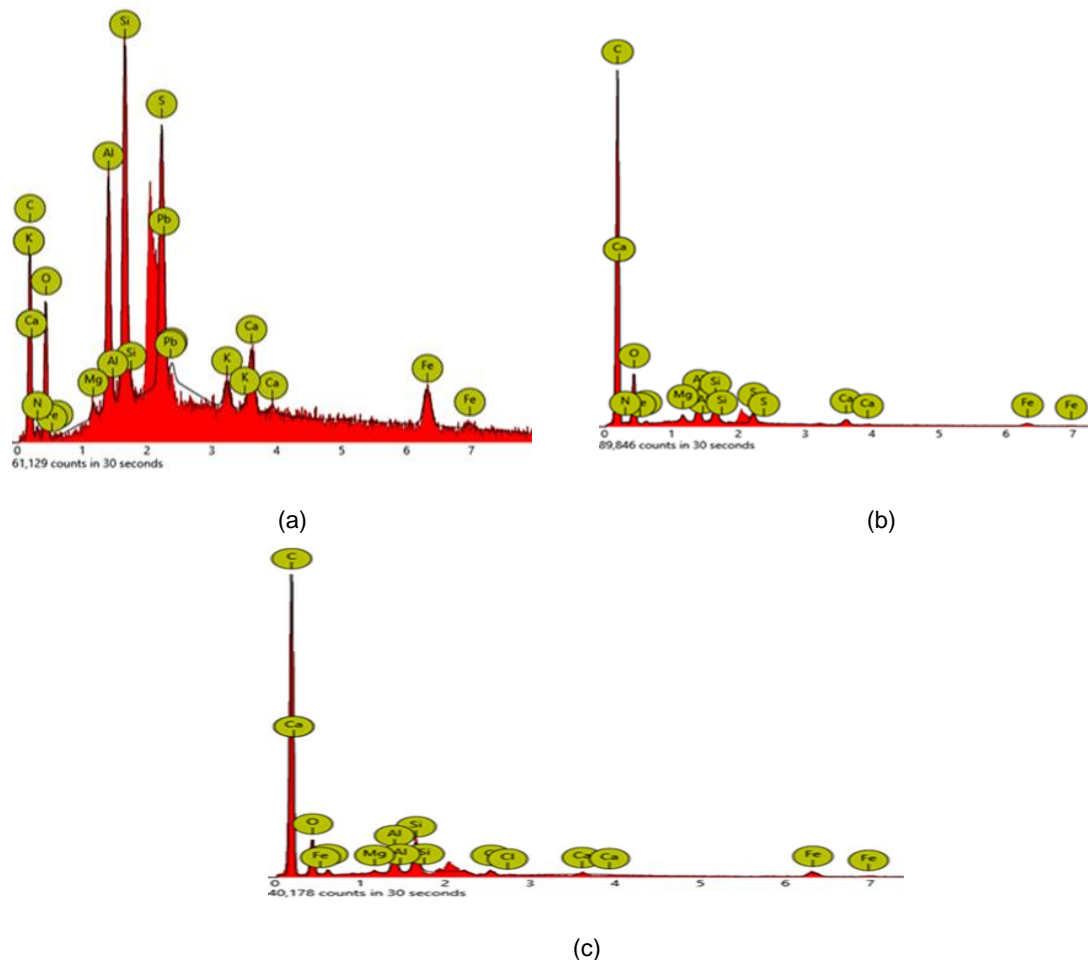 Si
S
Al
Pb
C
K
O
Ca
Pb
Al
Si
Mg
N
K
K
Ca
Ca
Fe
Fe
0 1 2 3 4 5 6 7
61,129 counts in 30 seconds
(a)
C
Ca
O
Mg
Si
Si
S
S
N
Ca
Ca
Fe
Fe
0 1 2 3 4 5 6 7
89,846 counts in 30 seconds
(b)
C
Ca
O
Fe
Mg
Al
Al
Si
Si
Cl
Ca
Ca
Fe
Fe
0 1 2 3 4 5 6 7
40,178 counts in 30 seconds
(c)